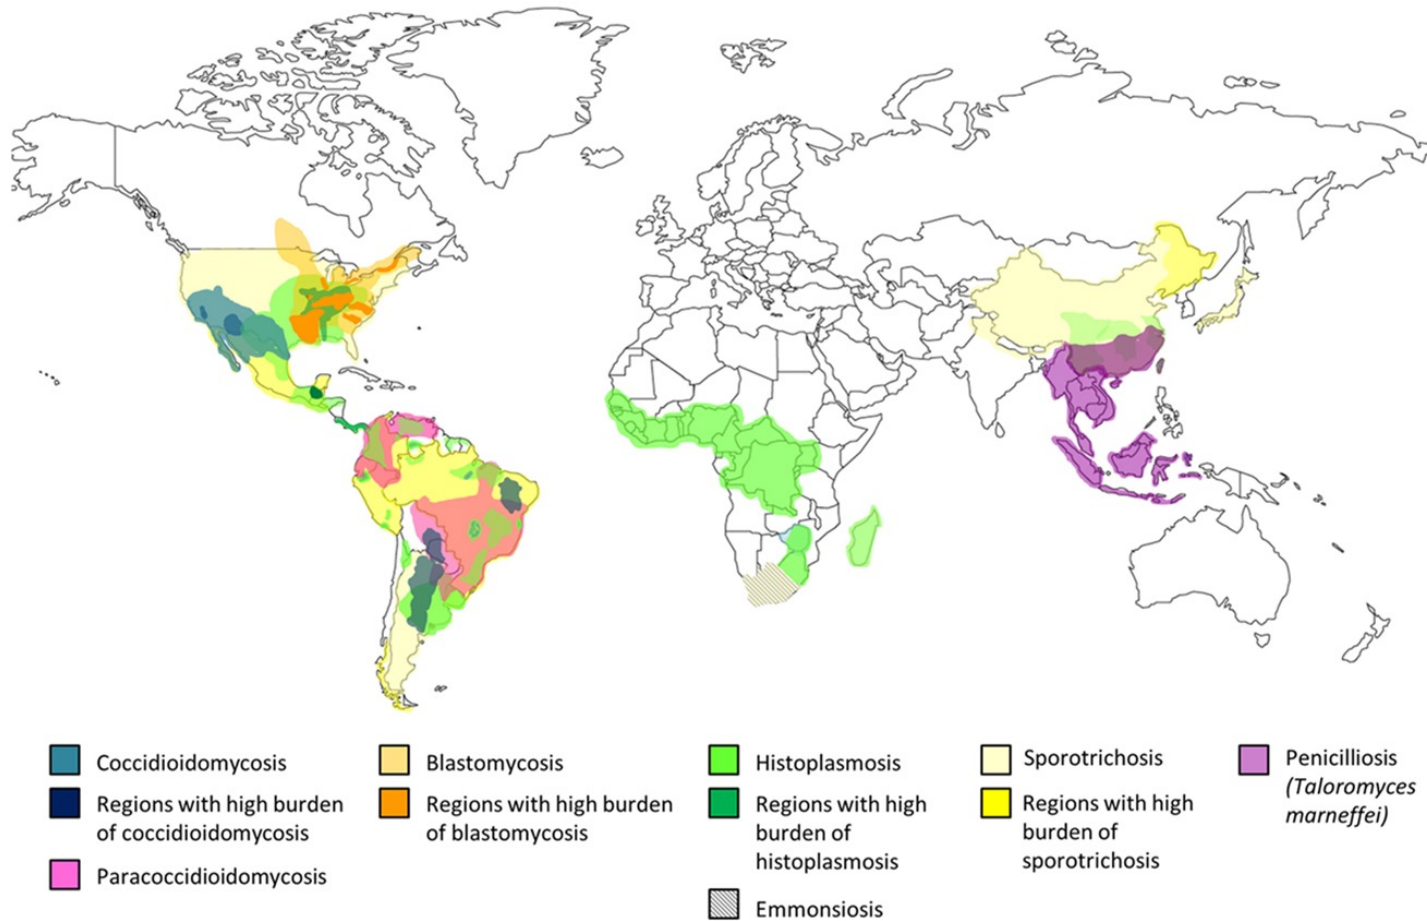 Coccidioidomycosis
Regions with high burden
of coccidioidomycosis
Paracoccidioidomycosis
Blastomycosis
Regions with high burden
of blastomycosis
Histoplasmosis
Regions with high
burden of
histoplasmosis
Emmonsiosis
Sporotrichosis
Regions with high
burden of
sporotrichosis
Penicilliosis
(Taloromyces
marneffei)